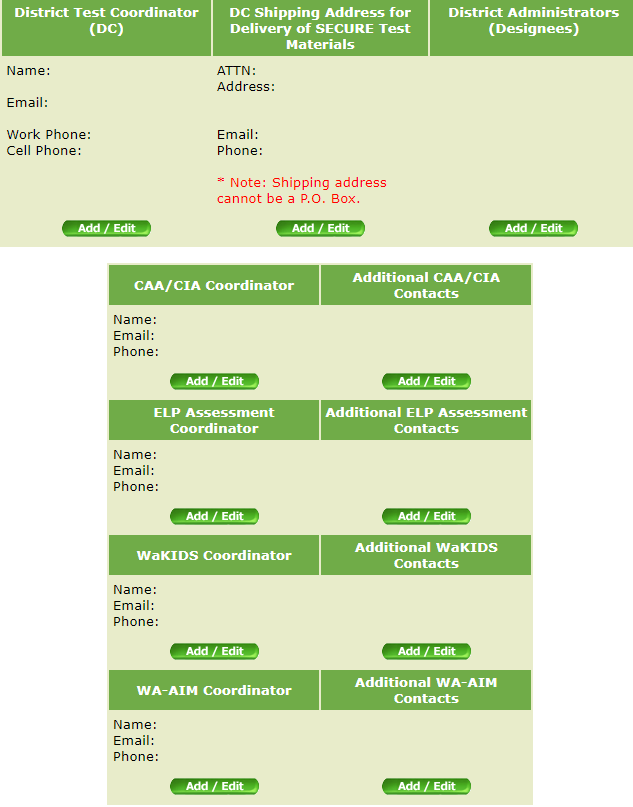 District Test Coordinator
(DC)
DC Shipping Address for
Delivery of SECURE Test
Materials
District Administrators
(Designees)
Name:
Email:
Work Phone:
Cell Phone:
Add / Edit
ATTN:
Address:
Email:
Phone:
* Note: Shipping address
cannot be a P.O. Box.
Add / Edit
Add / Edit
CAA/CIA Coordinator
Additional CAA/CIA
Contacts
Name:
Email:
Phone:
Add / Edit
Add / Edit
ELP Assessment
Coordinator
Additional ELP Assessment
Contacts
Name:
Email:
Phone:
Add / Edit
Add / Edit
WaKIDS Coordinator
Additional WaKIDS
Contacts
Name:
Email:
Phone:
Add / Edit
Add / Edit
WA-AIM Coordinator
Additional WA-AIM
Contacts
Name:
Email:
Phone:
Add / Edit
Add / Edit